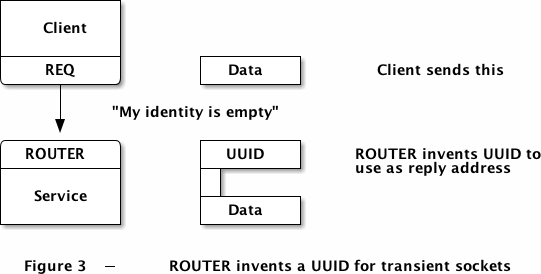 Client
REQ
Data
Client sends this
"My identity is empty"
ROUTER
UUID
ROUTER invents UUID to
use as reply address
Service
Data
Figure 3 – ROUTER invents a UUID for transient sockets